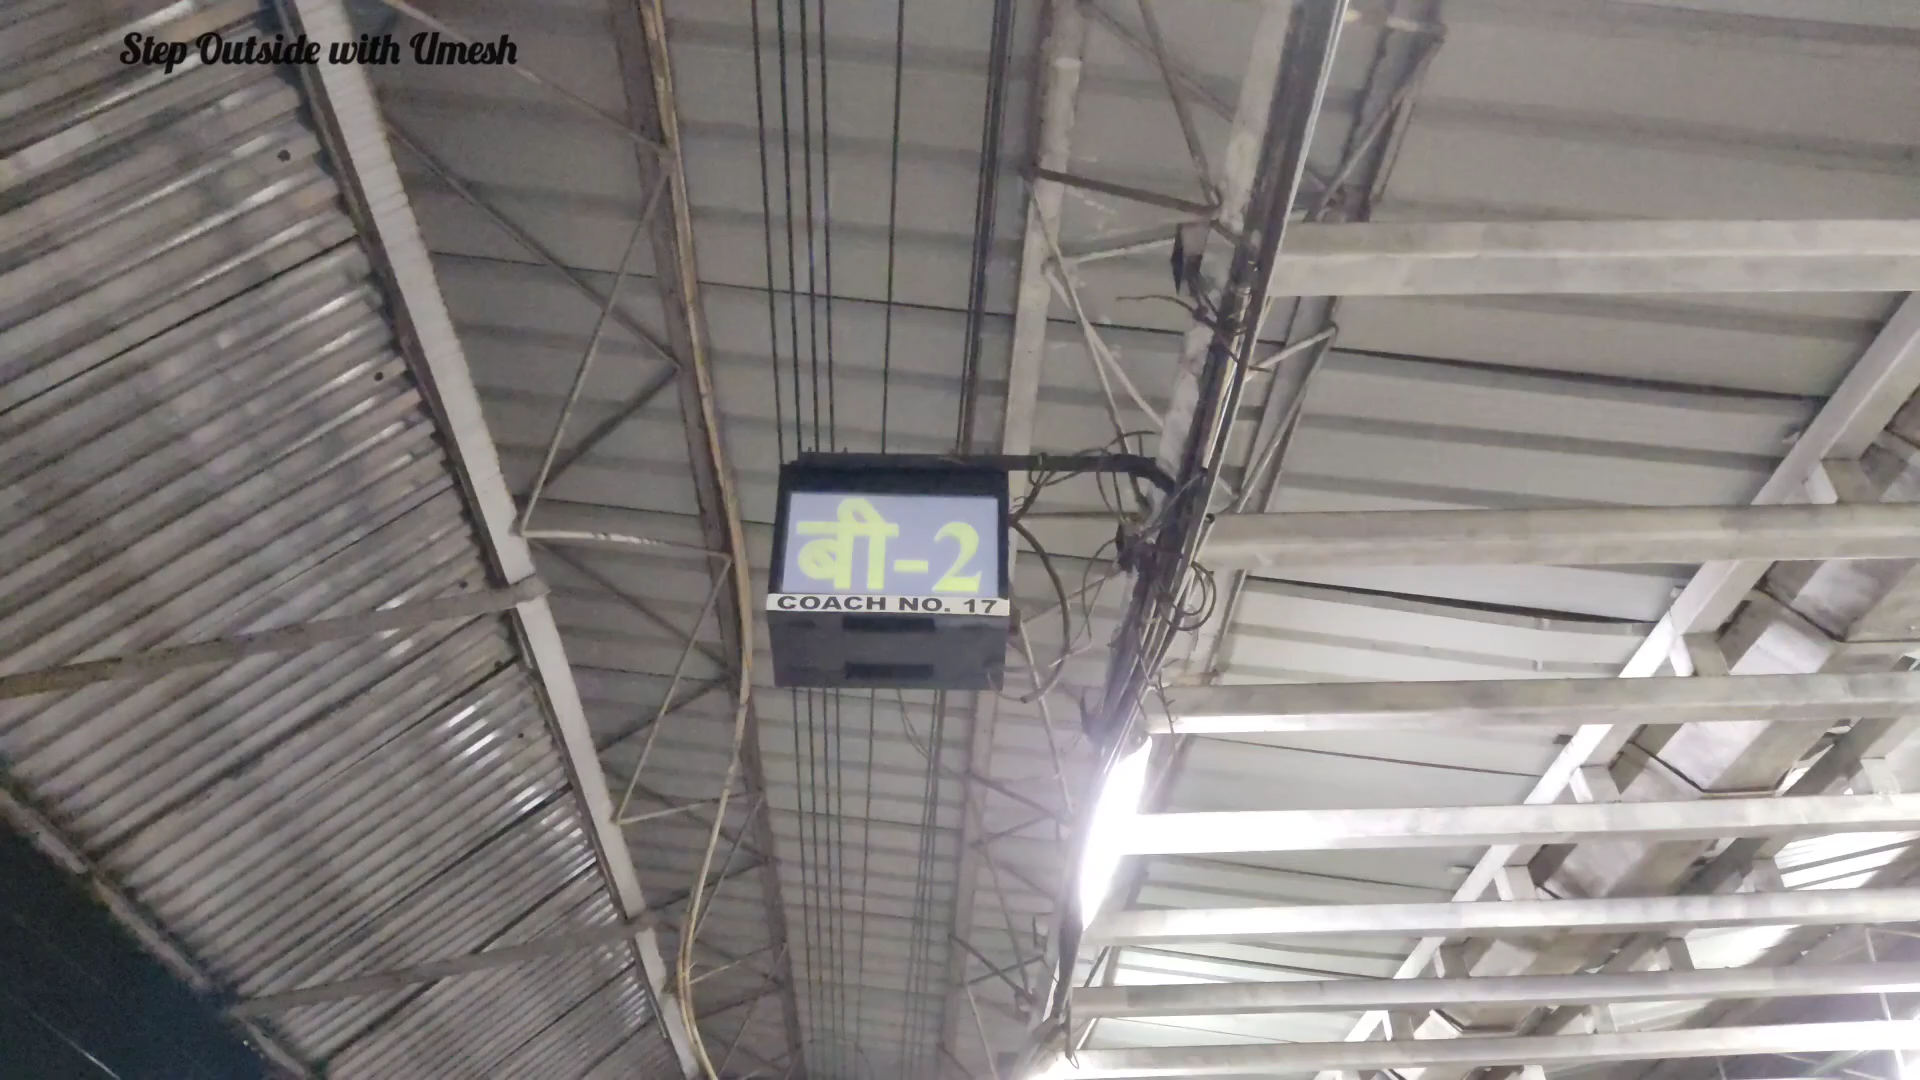 Step Outside with Umesh
बी-2
COACH NO. 17